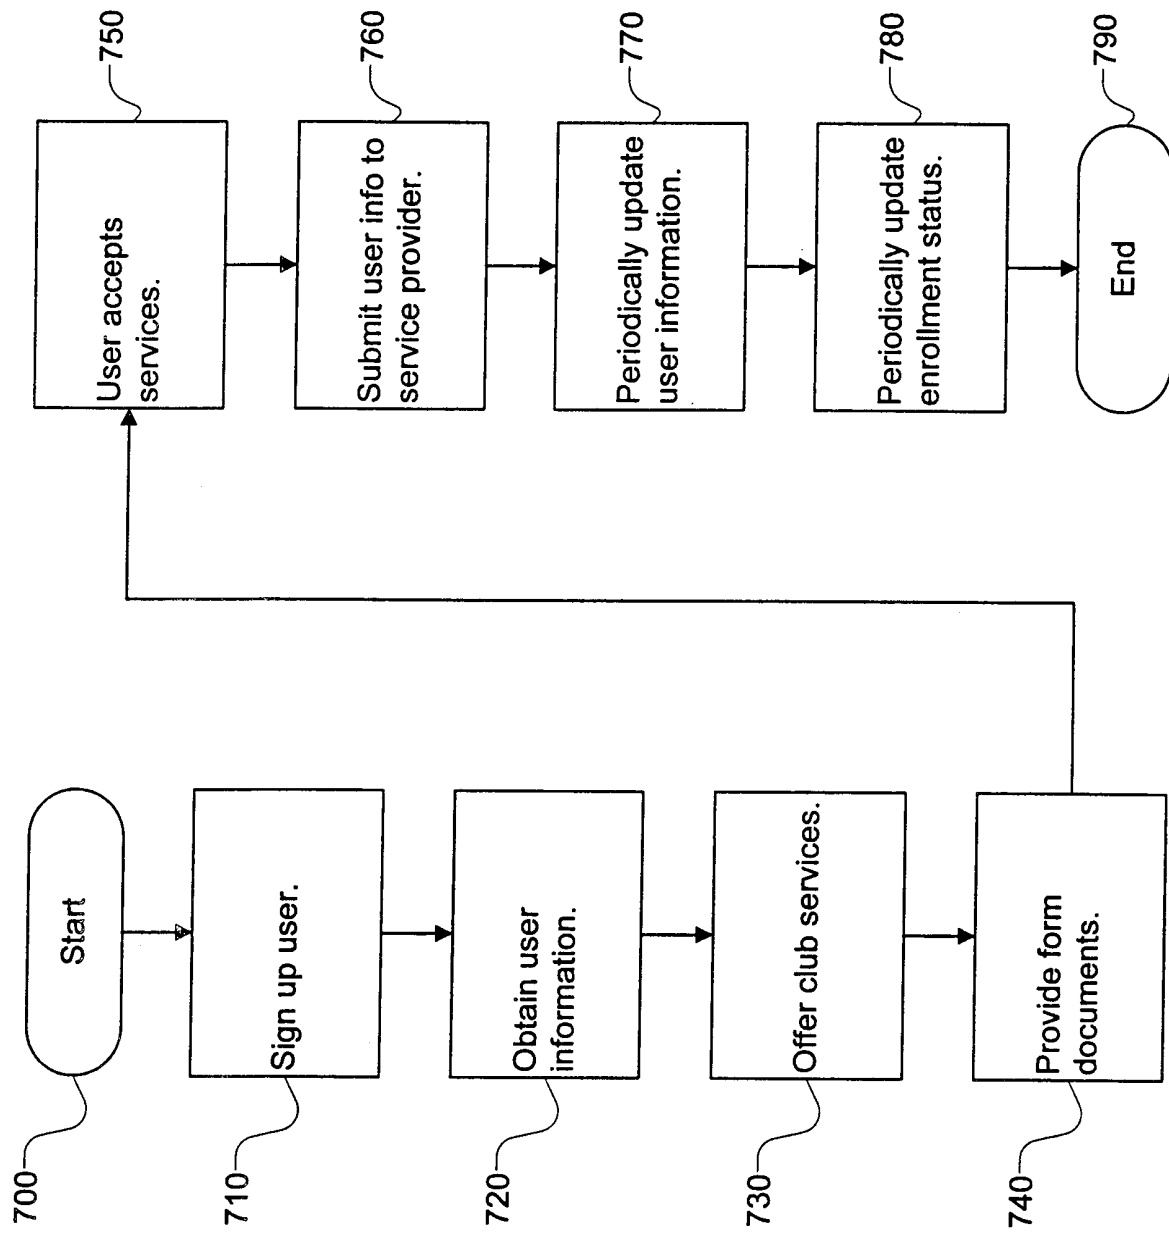 700
Start
710
Sign up user.
720
Obtain user
information.
730
Offer club services.
740
Provide form
documents.
750
User accepts
services.
760
Submit user info to
service provider.
770
Periodically update
user information.
780
Periodically update
enrollment status.
790
End